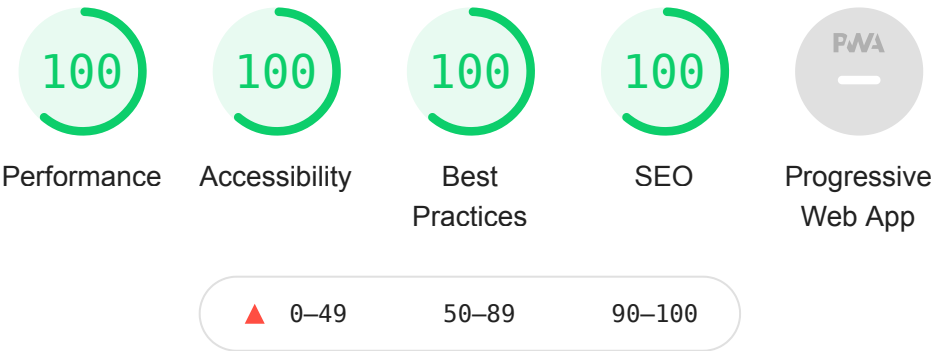 100 100 100 100 PWA
Performance Accessibility Best SEO Progressive
Practices Web App
0–49 50–89 90–100